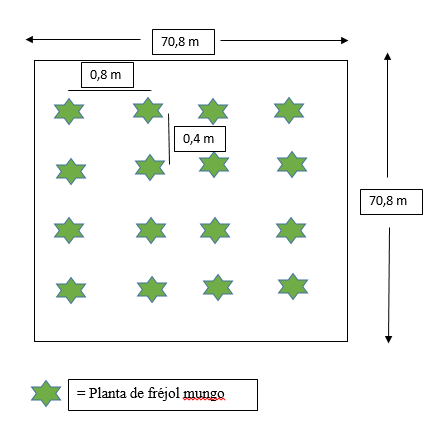 70,8 m
0,8 m
0,4 m
70,8 m
= Planta de fréjol mungo